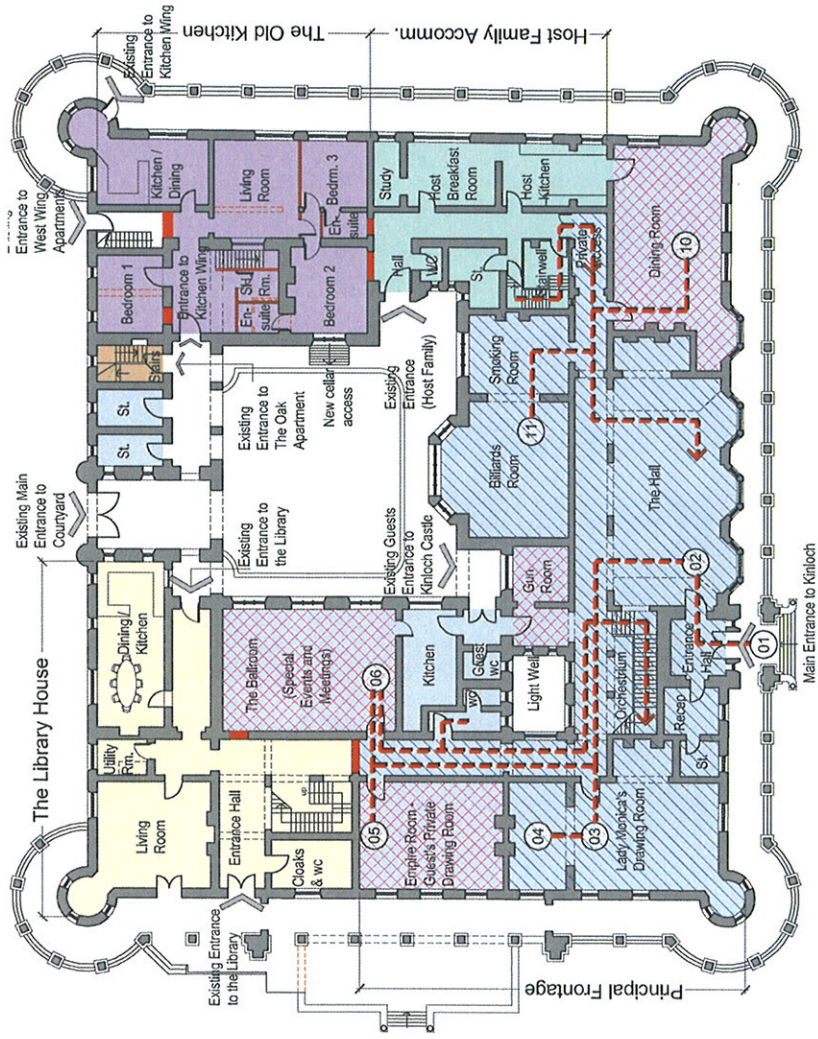 The Library House
Existing Main
Entrance to
Courtyard
Entrance to
West Wing
Apartments
Existing
Entrance to
Kitchen Wing
The Old Kitchen
Host Family Accomm.
Utility
Rm.
Dining/
Kitchen
Living
Room
Entrance Hall
up
Cloaks
& wc
Existing Entrance
to the Library
St.
St.
Stairs
Bedroom 1
Kitchen /
Dining
Entrance to
Kitchen Wing
Living
Room
Bedrm. 3
En-
suite
Rm.
En-
suite
Bedroom 2
Existing
Entrance to
the Library
Existing
Entrance to
The Oak
Apartment
New cellar
access
Existing Guests
Entrance to
Kinloch Castle
Existing
Entrance
(Host Family)
Hall
WC
St.
Study
Host
Breakfast
Room
Host
Kitchen
Stairwell
Private
Access
The Ballroom
(Special
Events and
Meetings)
06
Kitchen
Guest
wc
wc
Gun
Room
Light Well
Billiards
Room
11
Smoking
Room
05
Empire Room -
Guest's Private
Drawing Room
04
03
Lady Monica's
Drawing Room
Orchestrium
Recep
St.
Entrance
Hall
02
01
The Hall
Dining Room
10
Principal Frontage
Main Entrance to Kinloch